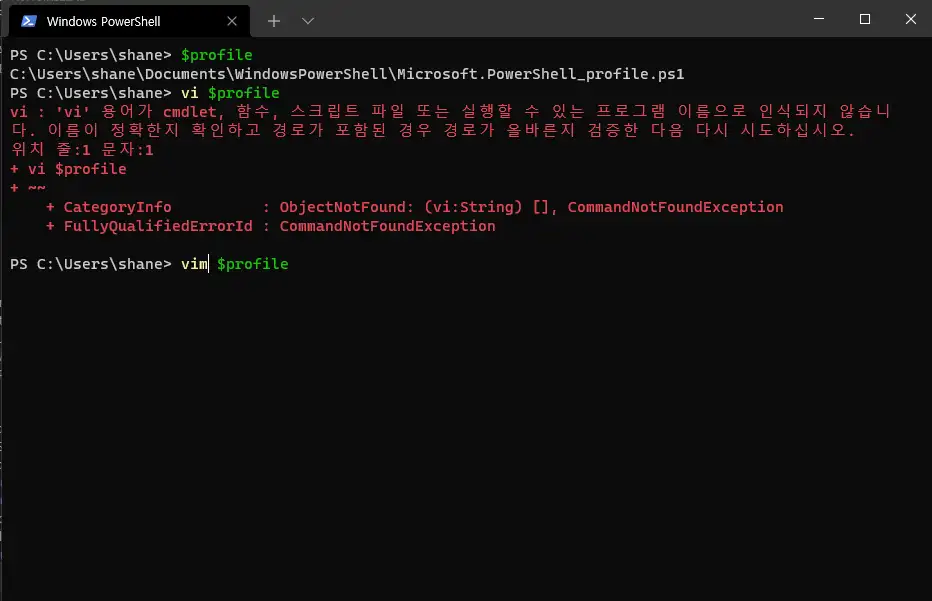 Windows PowerShell
PS C:\Users\shane> $profile
C:\Users\shane\Documents\WindowsPowerShell\Microsoft.PowerShell_profile.ps1
PS C:\Users\shane> vi $profile
vi : 'vi' 용어가 cmdlet, 함수, 스크립트 파일 또는 실행할 수 있는 프로그램 이름으로 인식되지 않습니
다. 이름이 정확한지 확인하고 경로가 포함된 경우 경로가 올바른지 검증한 다음 다시 시도하십시오.
위치 줄:1 문자:1
+ vi $profile
+ ~~
    + CategoryInfo          : ObjectNotFound: (vi:String) [], CommandNotFoundException
    + FullyQualifiedErrorId : CommandNotFoundException
PS C:\Users\shane> vim $profile